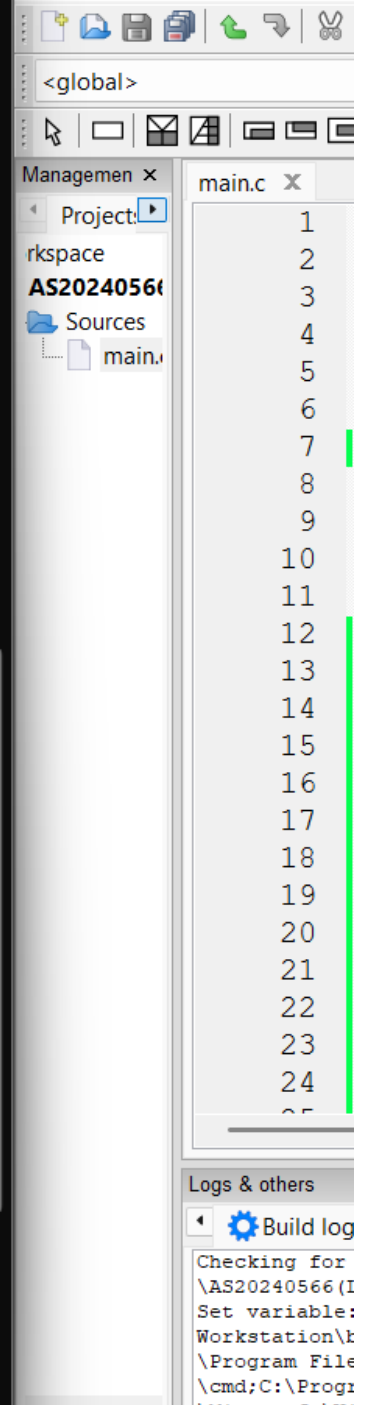 <global>
Managemen ×
main.c X
Project:
rkspace
AS20240566
Sources
main.
1
2
3
4
5
6
7
8
9
10
11
12
13
14
15
16
17
18
19
20
21
22
23
24
Logs & others
Build log
Checking for
\AS20240566(
Set variable:
Workstation\b
\Program File
\cmd;C:\Progr